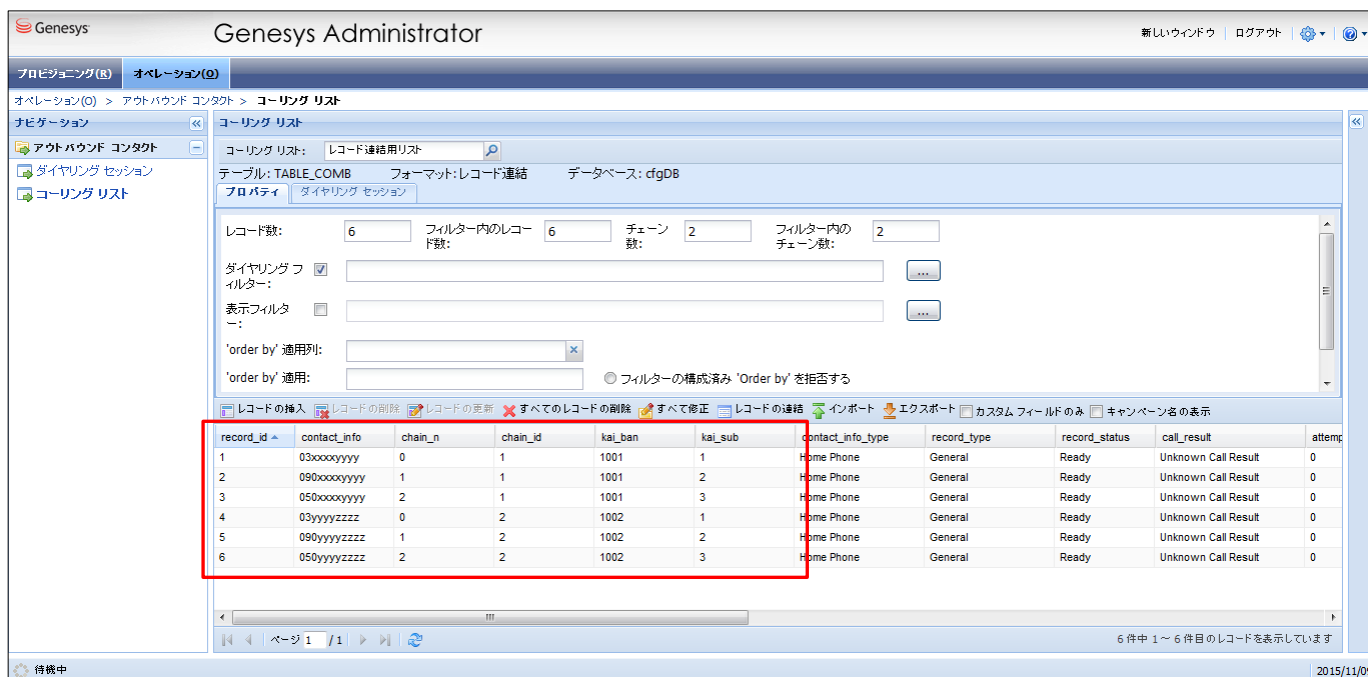 Genesys
Genesys Administrator
新しいウィンドウ ログアウト
プロビジョニング(R) オペレーション(O)
オペレーション(O) > アウトバウンド コンタクト > コーリング リスト
ナビゲーション
アウトバウンド コンタクト
ダイヤリング セッション
コーリング リスト
コーリング リスト
コーリング リスト: レコード連結用リスト
テーブル: TABLE_COMB フォーマット:レコード連結 データベース: cfgDB
プロパティ ダイヤリング セッション
レコード数: 6 フィルター内のレコー
ド数: 6 チェーン
数: 2 フィルター内の
チェーン数: 2
ダイヤリング フ
ィルター: ...
表示フィルタ
ー: ...
'order by' 適用列:
'order by' 適用: フィルターの構成済み 'Order by' を拒否する
レコードの挿入 レコードの削除 レコードの更新 すべてのレコードの削除 すべて修正 レコードの連結 インポート エクスポート カスタム フィールドのみ キャンペーン名の表示
record_id contact_info chain_n chain_id kai_ban kai_sub contact_info_type record_type record_status call_result attemp
1 03xxxxyyyy 0 1 1001 1 Home Phone General Ready Unknown Call Result 0
2 090xxxxyyyy 1 1 1001 2 Home Phone General Ready Unknown Call Result 0
3 050xxxxyyyy 2 1 1001 3 Home Phone General Ready Unknown Call Result 0
4 03yyyyzzzz 0 2 1002 1 Home Phone General Ready Unknown Call Result 0
5 090yyyyzzzz 1 2 1002 2 Home Phone General Ready Unknown Call Result 0
6 050yyyyzzzz 2 2 1002 3 Home Phone General Ready Unknown Call Result 0
ページ 1 / 1
6 件中 1 ～ 6 件目のレコードを表示しています
待機中
2015/11/09